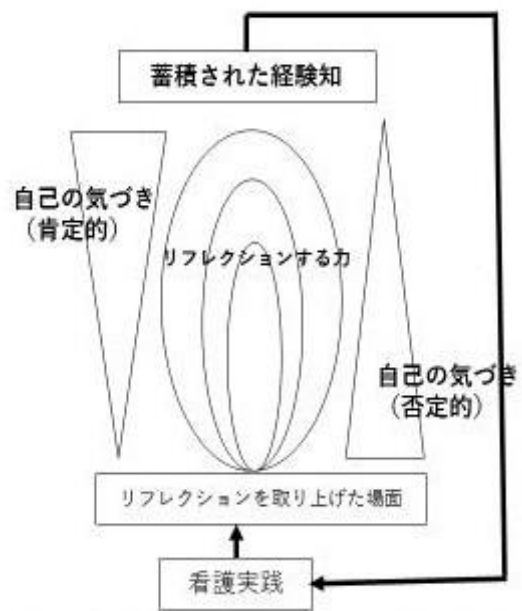 蓄積された経験知
自己の気づき
（肯定的）
リフレクションする力
自己の気づき
（否定的）
リフレクションを取り上げた場面
看護実践